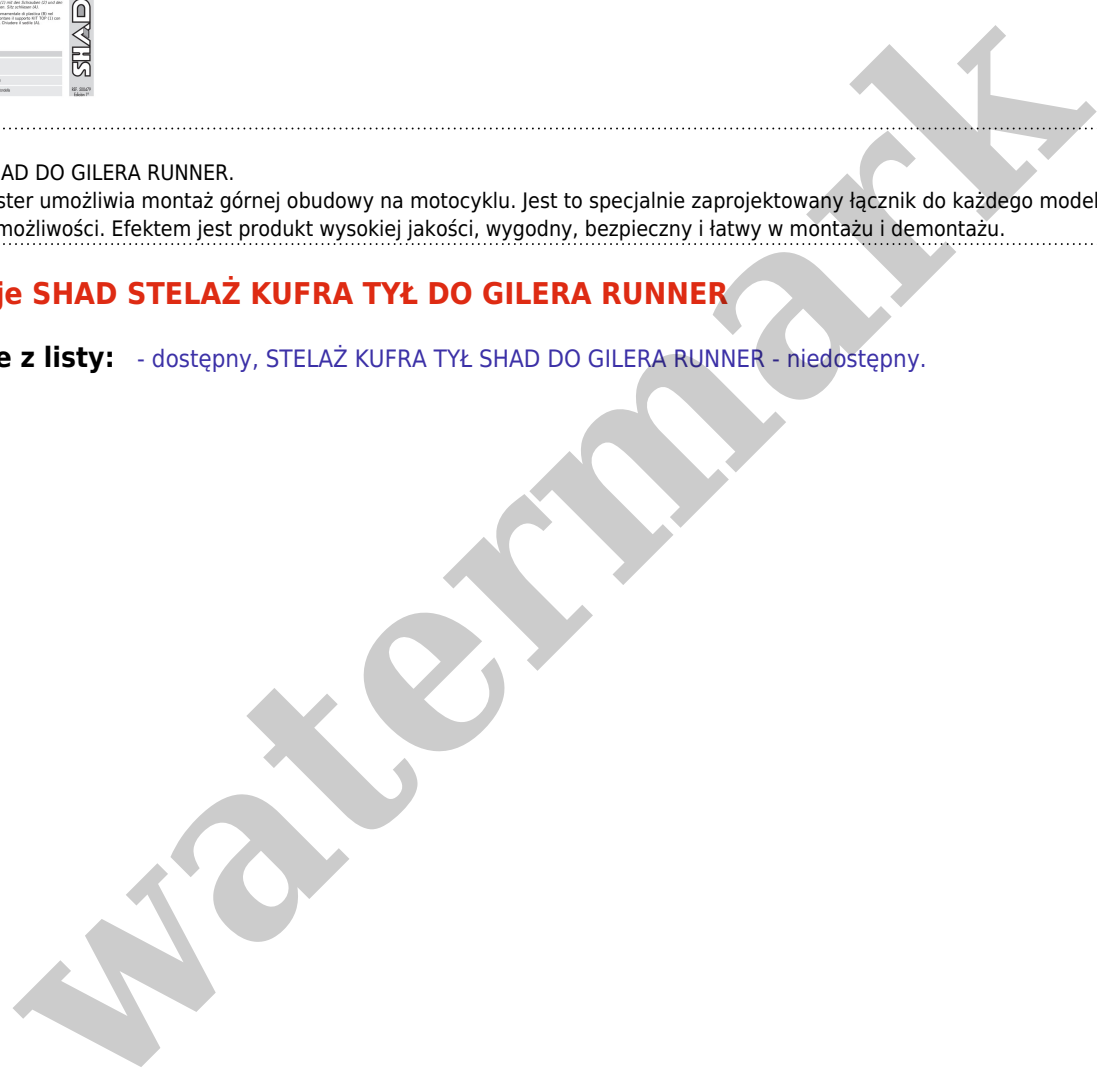 SHAD
AD DO GILERA RUNNER.
ster umożliwia montaż górnej obudowy na motocyklu. Jest to specjalnie zaprojektowany łącznik do każdego model
możliwości. Efektem jest produkt wysokiej jakości, wygodny, bezpieczny i łatwy w montażu i demontażu.
je SHAD STELAŻ KUFRA TYŁ DO GILERA RUNNER
e z listy: - dostępny, STELAŻ KUFRA TYŁ SHAD DO GILERA RUNNER - niedostępny.
watermark